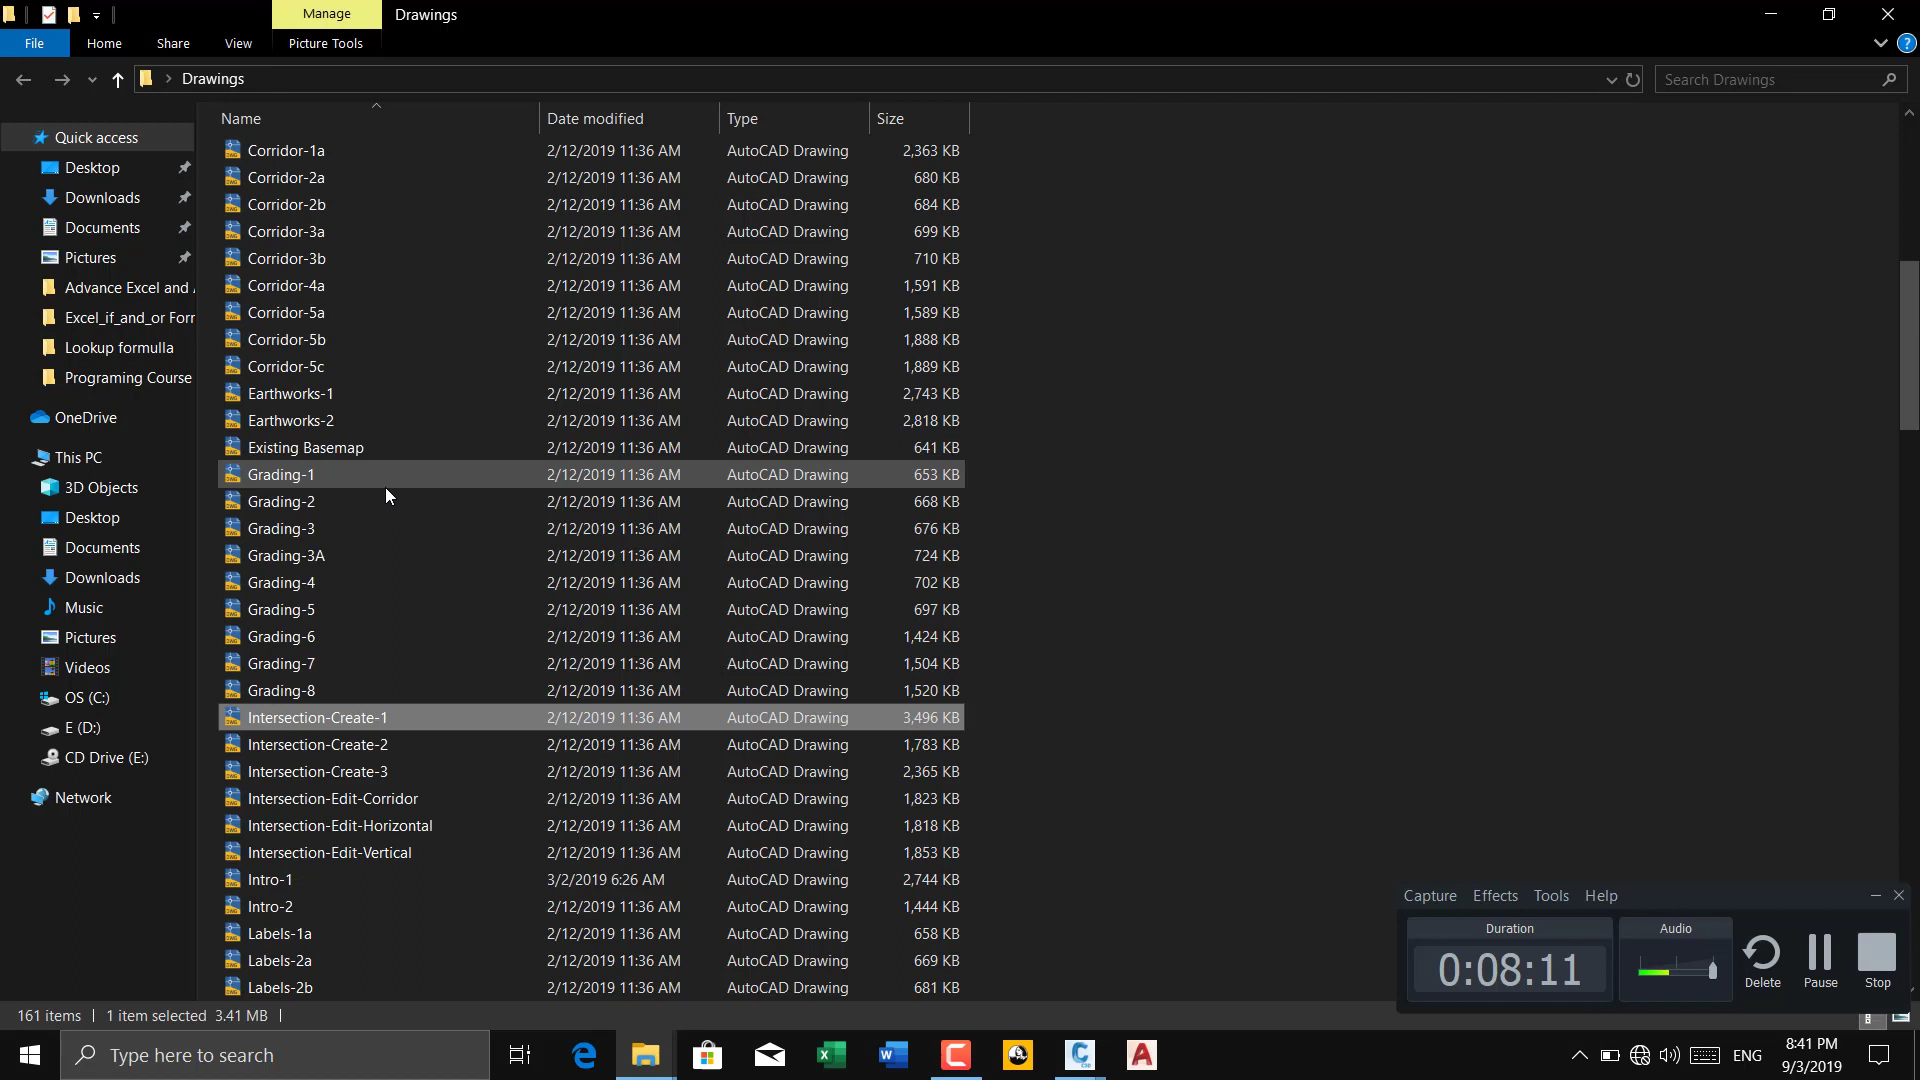 Manage
Drawings
File
Home
Share
View
Picture Tools
Drawings
Search Drawings
Name
Date modified
Type
Size
Quick access
Desktop
Downloads
Documents
Pictures
Advance Excel and
Excel_if_and_or For
Lookup formulla
Programing Course
OneDrive
This PC
3D Objects
Desktop
Documents
Downloads
Music
Pictures
Videos
OS (C:)
E (D:)
CD Drive (E:)
Network
Corridor-1a 2/12/2019 11:36 AM AutoCAD Drawing 2,363 KB
Corridor-2a 2/12/2019 11:36 AM AutoCAD Drawing 680 KB
Corridor-2b 2/12/2019 11:36 AM AutoCAD Drawing 684 KB
Corridor-3a 2/12/2019 11:36 AM AutoCAD Drawing 699 KB
Corridor-3b 2/12/2019 11:36 AM AutoCAD Drawing 710 KB
Corridor-4a 2/12/2019 11:36 AM AutoCAD Drawing 1,591 KB
Corridor-5a 2/12/2019 11:36 AM AutoCAD Drawing 1,589 KB
Corridor-5b 2/12/2019 11:36 AM AutoCAD Drawing 1,888 KB
Corridor-5c 2/12/2019 11:36 AM AutoCAD Drawing 1,889 KB
Earthworks-1 2/12/2019 11:36 AM AutoCAD Drawing 2,743 KB
Earthworks-2 2/12/2019 11:36 AM AutoCAD Drawing 2,818 KB
Existing Basemap 2/12/2019 11:36 AM AutoCAD Drawing 641 KB
Grading-1 2/12/2019 11:36 AM AutoCAD Drawing 653 KB
Grading-2 2/12/2019 11:36 AM AutoCAD Drawing 668 KB
Grading-3 2/12/2019 11:36 AM AutoCAD Drawing 676 KB
Grading-3A 2/12/2019 11:36 AM AutoCAD Drawing 724 KB
Grading-4 2/12/2019 11:36 AM AutoCAD Drawing 702 KB
Grading-5 2/12/2019 11:36 AM AutoCAD Drawing 697 KB
Grading-6 2/12/2019 11:36 AM AutoCAD Drawing 1,424 KB
Grading-7 2/12/2019 11:36 AM AutoCAD Drawing 1,504 KB
Grading-8 2/12/2019 11:36 AM AutoCAD Drawing 1,520 KB
Intersection-Create-1 2/12/2019 11:36 AM AutoCAD Drawing 3,496 KB
Intersection-Create-2 2/12/2019 11:36 AM AutoCAD Drawing 1,783 KB
Intersection-Create-3 2/12/2019 11:36 AM AutoCAD Drawing 2,365 KB
Intersection-Edit-Corridor 2/12/2019 11:36 AM AutoCAD Drawing 1,823 KB
Intersection-Edit-Horizontal 2/12/2019 11:36 AM AutoCAD Drawing 1,818 KB
Intersection-Edit-Vertical 2/12/2019 11:36 AM AutoCAD Drawing 1,853 KB
Intro-1 3/2/2019 6:26 AM AutoCAD Drawing 2,744 KB
Intro-2 2/12/2019 11:36 AM AutoCAD Drawing 1,444 KB
Labels-1a 2/12/2019 11:36 AM AutoCAD Drawing 658 KB
Labels-2a 2/12/2019 11:36 AM AutoCAD Drawing 669 KB
Labels-2b 2/12/2019 11:36 AM AutoCAD Drawing 681 KB
Capture Effects Tools Help
Duration
Audio
0:08:11
Delete
Pause
Stop
161 items 1 item selected 3.41 MB
Type here to search
ENG
8:41 PM
9/3/2019